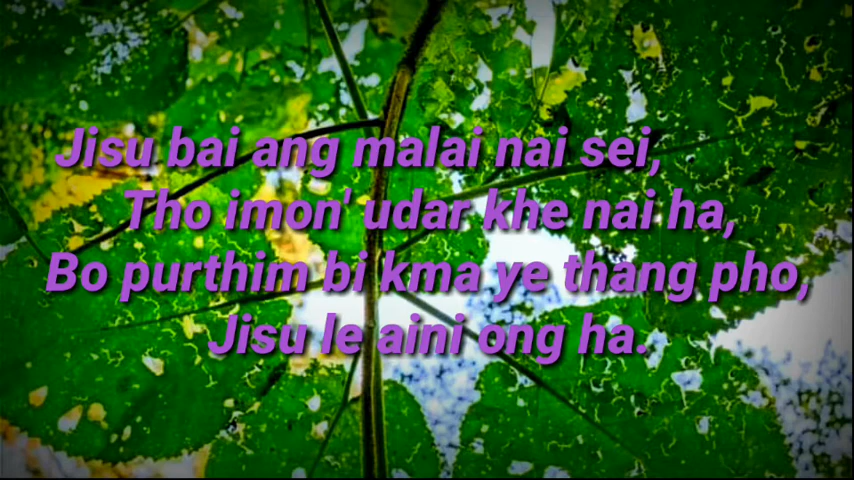 Jisu bai ang malai nai sei,
Tho imon' udar khe nai ha,
Bo purthim bi kma ye thang pho,
Jisu le aini ong ha.